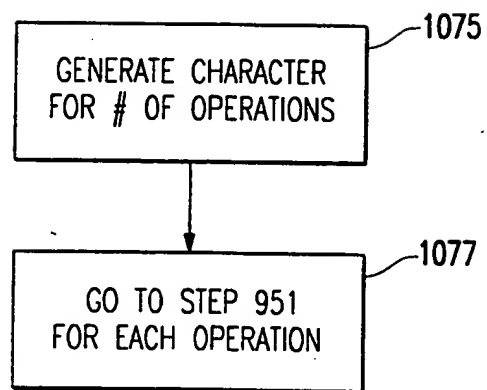 1075
GENERATE CHARACTER
FOR # OF OPERATIONS
1077
GO TO STEP 951
FOR EACH OPERATION